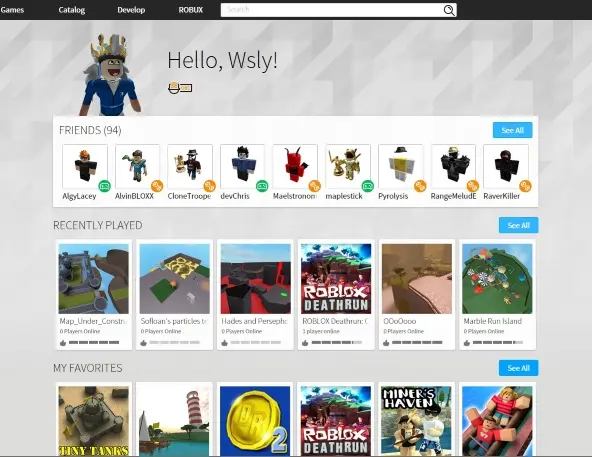 Games Catalog Develop ROBUX Search
Hello, Wsly!
FRIENDS (94) See All
AlgyLacey AlvinBLOXX CloneTroope devChris Maelstronom maplestick Pyrolysis RangeMeludE RaverKiller
RECENTLY PLAYED See All
Map_Under_Constru Sofloan's particles te Hades and Perseph ROBLOX Deathrun: ( OOoOooo Marble Run Island
0 Players Online 0 Players Online 0 Players Online 1 player online 0 Players Online 0 Players Online
ROBLOX
DEATHRUN
MY FAVORITES See All
TINY TANKS
2
ROBLOX
DEATHRUN
MINER'S
HAVEN